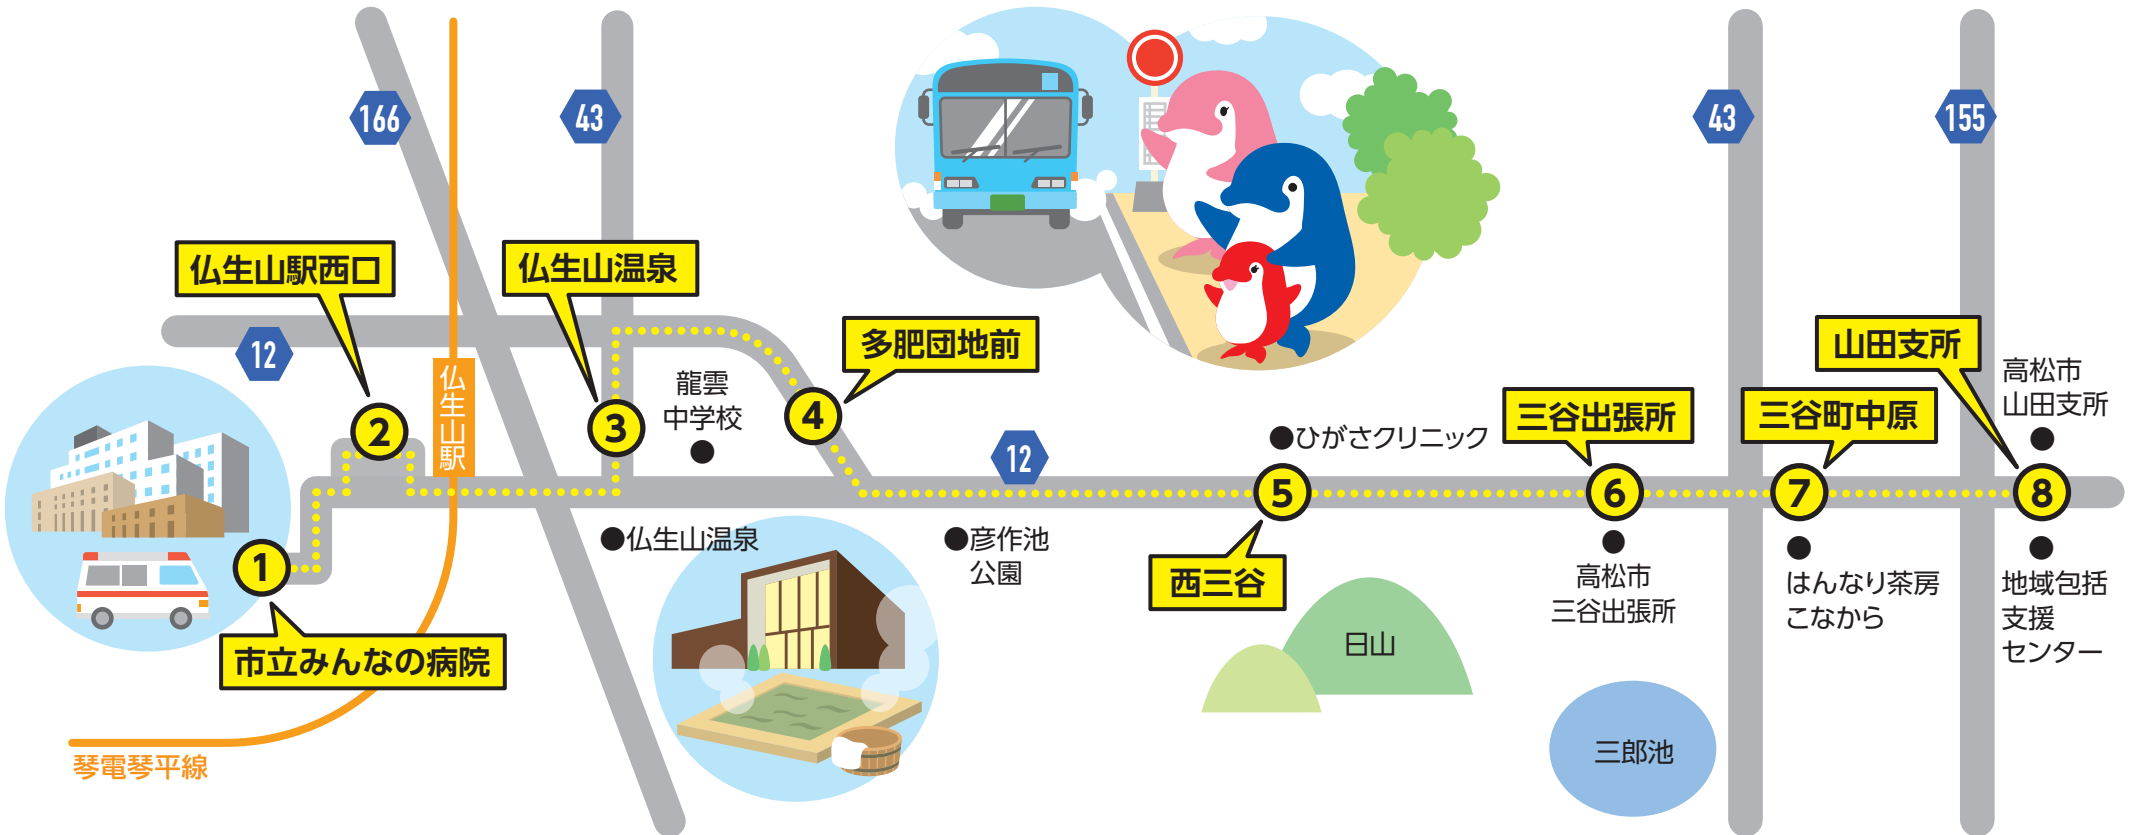 166
43
43
155
仏生山駅西口
仏生山温泉
12
多肥団地前
山田支所
仏生山駅
龍雲
中学校
高松市
山田支所
三谷出張所
三谷町中原
2
3
4
12
ひがさクリニック
5
6
7
8
1
仏生山温泉
彦作池
公園
西三谷
高松市
三谷出張所
はんなり茶房
こなから
地域包括
支援
センター
市立みんなの病院
日山
三郎池
琴電琴平線